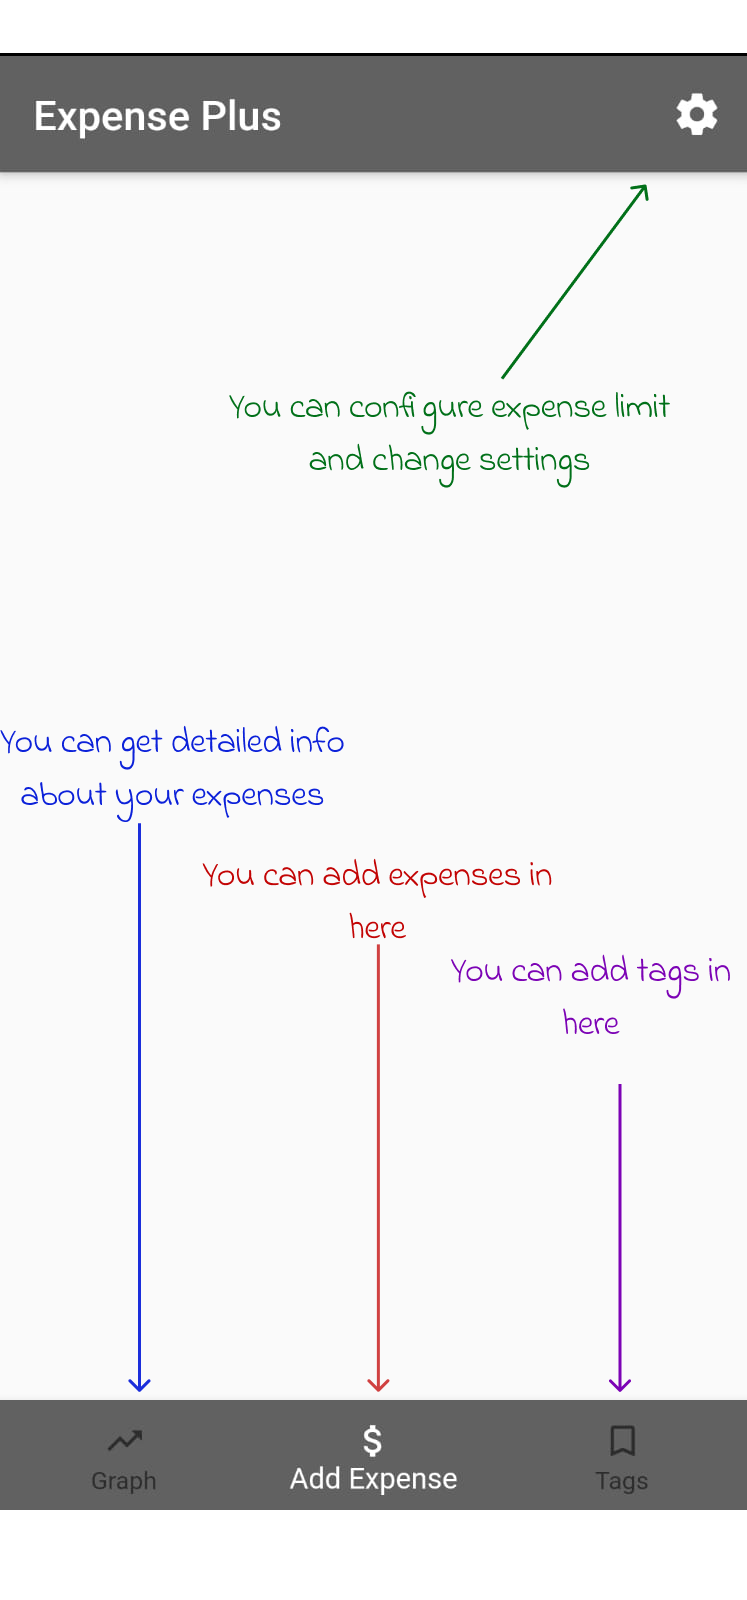 Expense Plus
You can configure expense limit
and change settings
You can get detailed info
about your expenses
You can add expenses in
here
You can add tags in
here
Graph
Add Expense
Tags